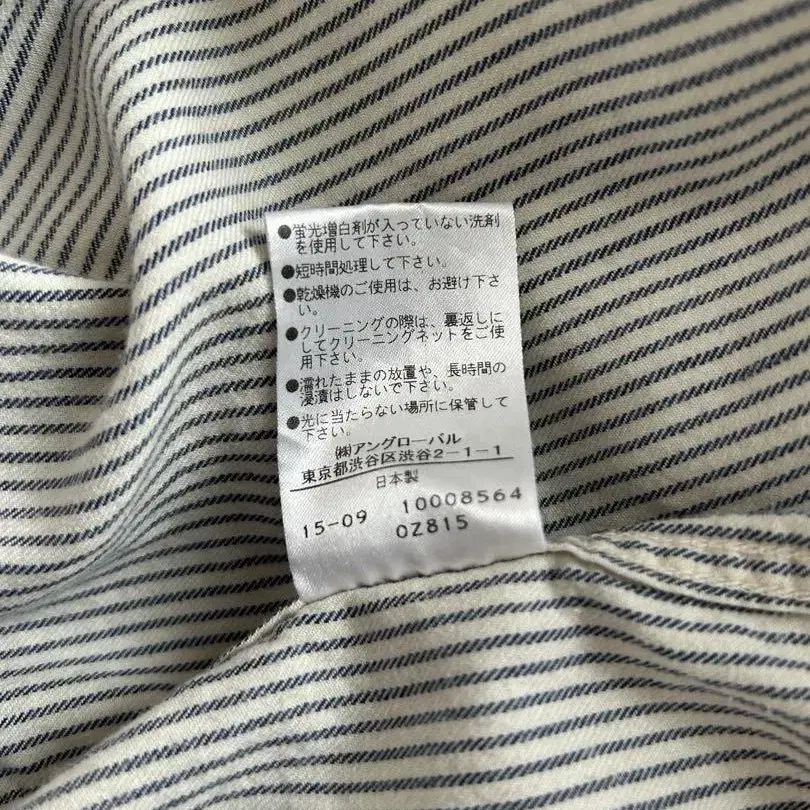 ●蛍光増白剤が入っていない洗剤
を使用して下さい。
●短時間処理して下さい。
●乾燥機のご使用は、お避け下さ
い。
●クリーニングの際は、裏返しに
してクリーニングネットをご使
用下さい。
●濡れたままの放置や、長時間の
浸漬はしないで下さい。
●光に当たらない場所に保管して
下さい。
㈱アングローバル
東京都渋谷区渋谷2-1-1
日本製
15-09 10008564
0Z815